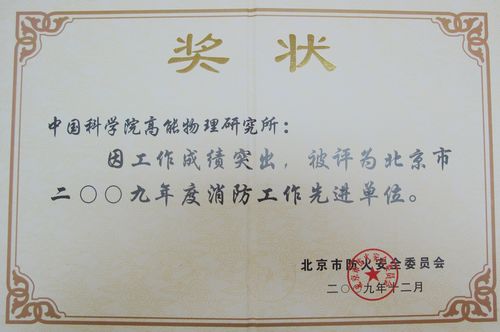 奖状
中国科学院高能物理研究所：
因工作成绩突出，被评为北京市
二〇〇九年度消防工作先进单位。
北京市防火安全委员会
二〇〇九年十二月